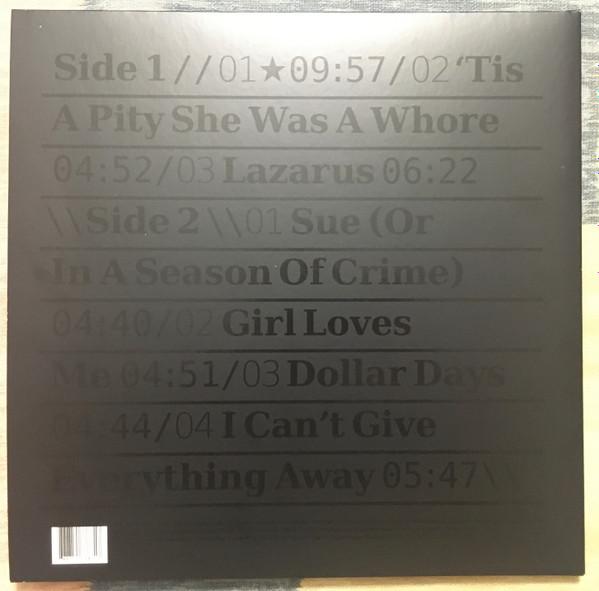 Side 1//01★09:57/02 ‘Tis
A Pity She Was A Whore
04:52/03 Lazarus 06:22
\\Side 2 \\01 Sue (Or
In A Season Of Crime)
04:40/02 Girl Loves
Me 04:51/03 Dollar Days
04:44/04 I Can’t Give
Everything Away 05:47\\